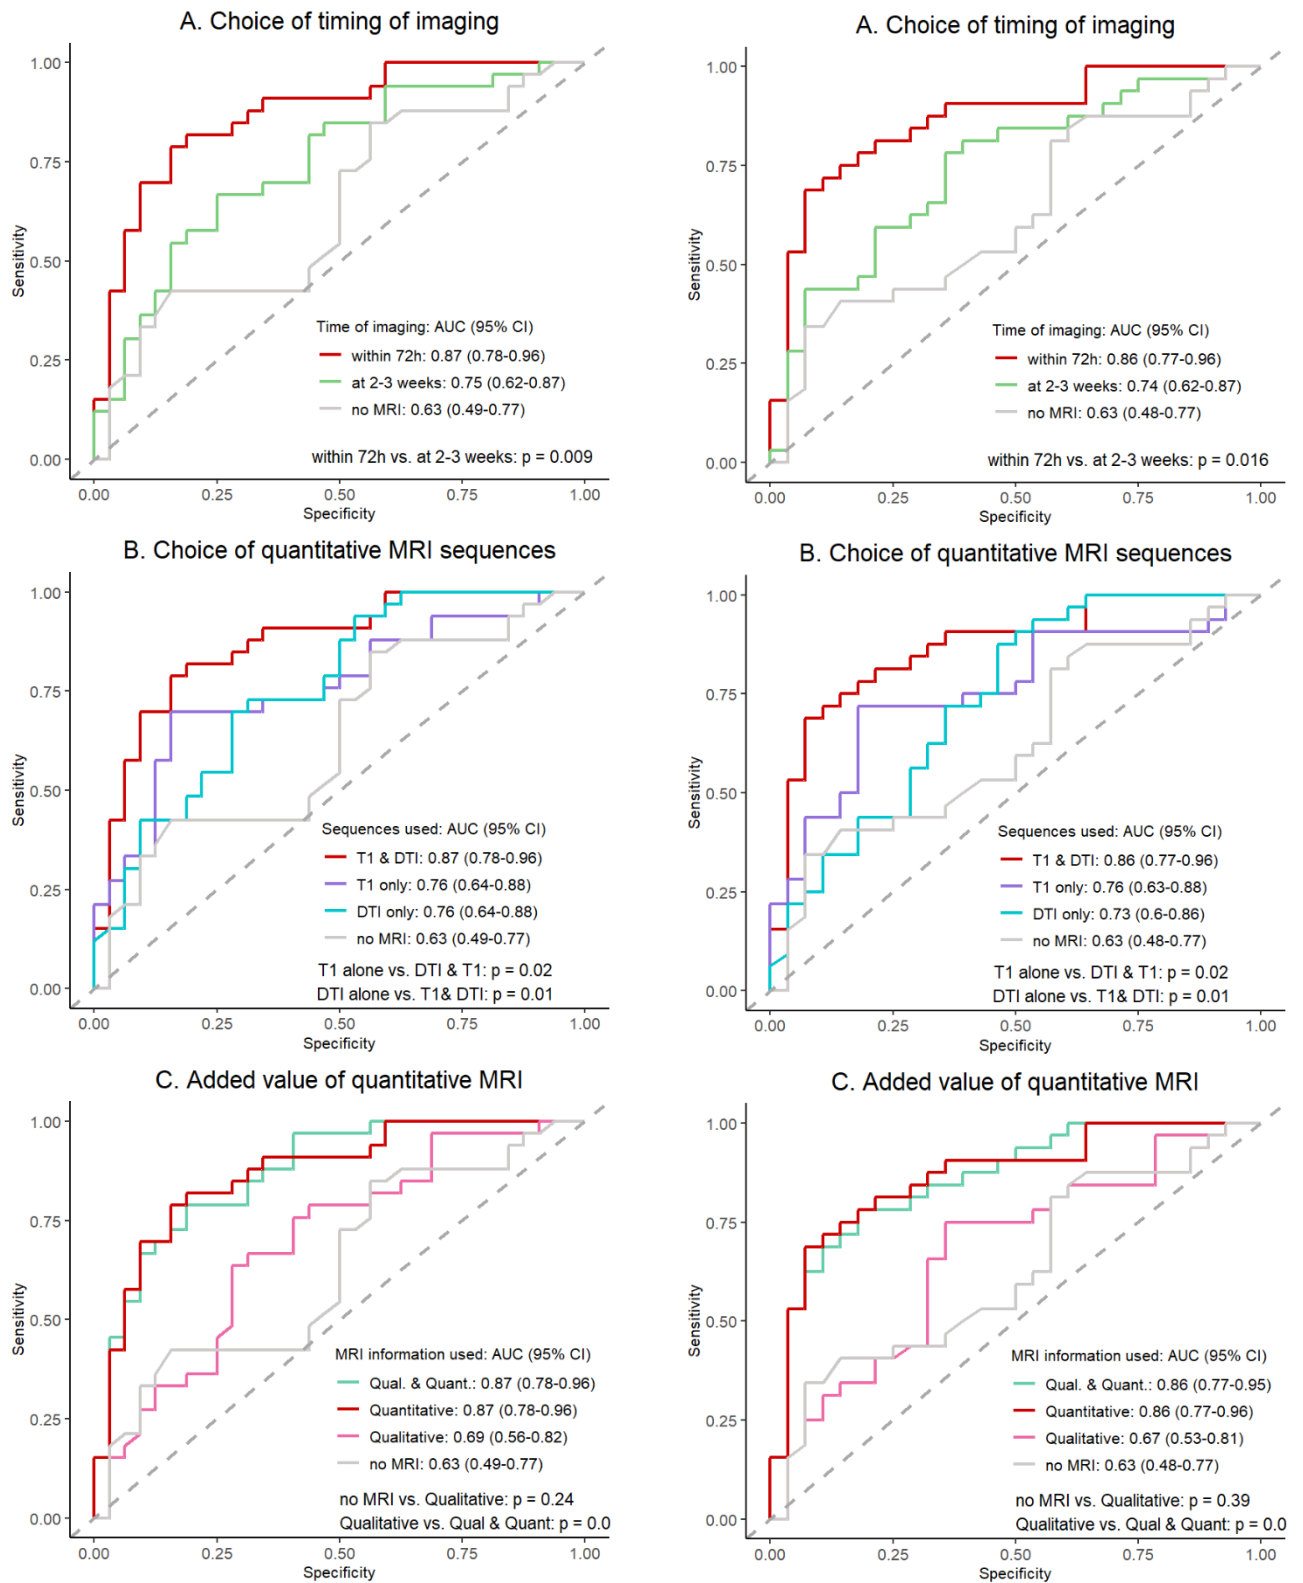 A. Choice of timing of imaging
1.00
0.75
0.50
0.25
0.00
Sensitivity
Time of imaging: AUC (95% CI)
within 72h: 0.87 (0.78-0.96)
at 2-3 weeks: 0.75 (0.62-0.87)
no MRI: 0.63 (0.49-0.77)
within 72h vs. at 2-3 weeks: p = 0.009
0.00 0.25 0.50 0.75 1.00
Specificity
A. Choice of timing of imaging
1.00
0.75
0.50
0.25
0.00
Sensitivity
Time of imaging: AUC (95% CI)
within 72h: 0.86 (0.77-0.96)
at 2-3 weeks: 0.74 (0.62-0.87)
no MRI: 0.63 (0.48-0.77)
within 72h vs. at 2-3 weeks: p = 0.016
0.00 0.25 0.50 0.75 1.00
Specificity
B. Choice of quantitative MRI sequences
1.00
0.75
0.50
0.25
0.00
Sensitivity
Sequences used: AUC (95% CI)
T1 & DTI: 0.87 (0.78-0.96)
T1 only: 0.76 (0.64-0.88)
DTI only: 0.76 (0.64-0.88)
no MRI: 0.63 (0.49-0.77)
T1 alone vs. DTI & T1: p = 0.02
DTI alone vs. T1& DTI: p = 0.01
0.00 0.25 0.50 0.75 1.00
Specificity
B. Choice of quantitative MRI sequences
1.00
0.75
0.50
0.25
0.00
Sensitivity
Sequences used: AUC (95% CI)
T1 & DTI: 0.86 (0.77-0.96)
T1 only: 0.76 (0.63-0.88)
DTI only: 0.73 (0.6-0.86)
no MRI: 0.63 (0.48-0.77)
T1 alone vs. DTI & T1: p = 0.02
DTI alone vs. T1& DTI: p = 0.01
0.00 0.25 0.50 0.75 1.00
Specificity
C. Added value of quantitative MRI
1.00
0.75
0.50
0.25
0.00
Sensitivity
MRI information used: AUC (95% CI)
Qual. & Quant.: 0.87 (0.78-0.96)
Quantitative: 0.87 (0.78-0.96)
Qualitative: 0.69 (0.56-0.82)
no MRI: 0.63 (0.49-0.77)
no MRI vs. Qualitative: p = 0.24
Qualitative vs. Qual & Quant: p = 0.0
0.00 0.25 0.50 0.75 1.00
Specificity
C. Added value of quantitative MRI
1.00
0.75
0.50
0.25
0.00
Sensitivity
MRI information used: AUC (95% CI)
Qual. & Quant.: 0.86 (0.77-0.95)
Quantitative: 0.86 (0.77-0.96)
Qualitative: 0.67 (0.53-0.81)
no MRI: 0.63 (0.48-0.77)
no MRI vs. Qualitative: p = 0.39
Qualitative vs. Qual & Quant: p = 0.0
0.00 0.25 0.50 0.75 1.00
Specificity